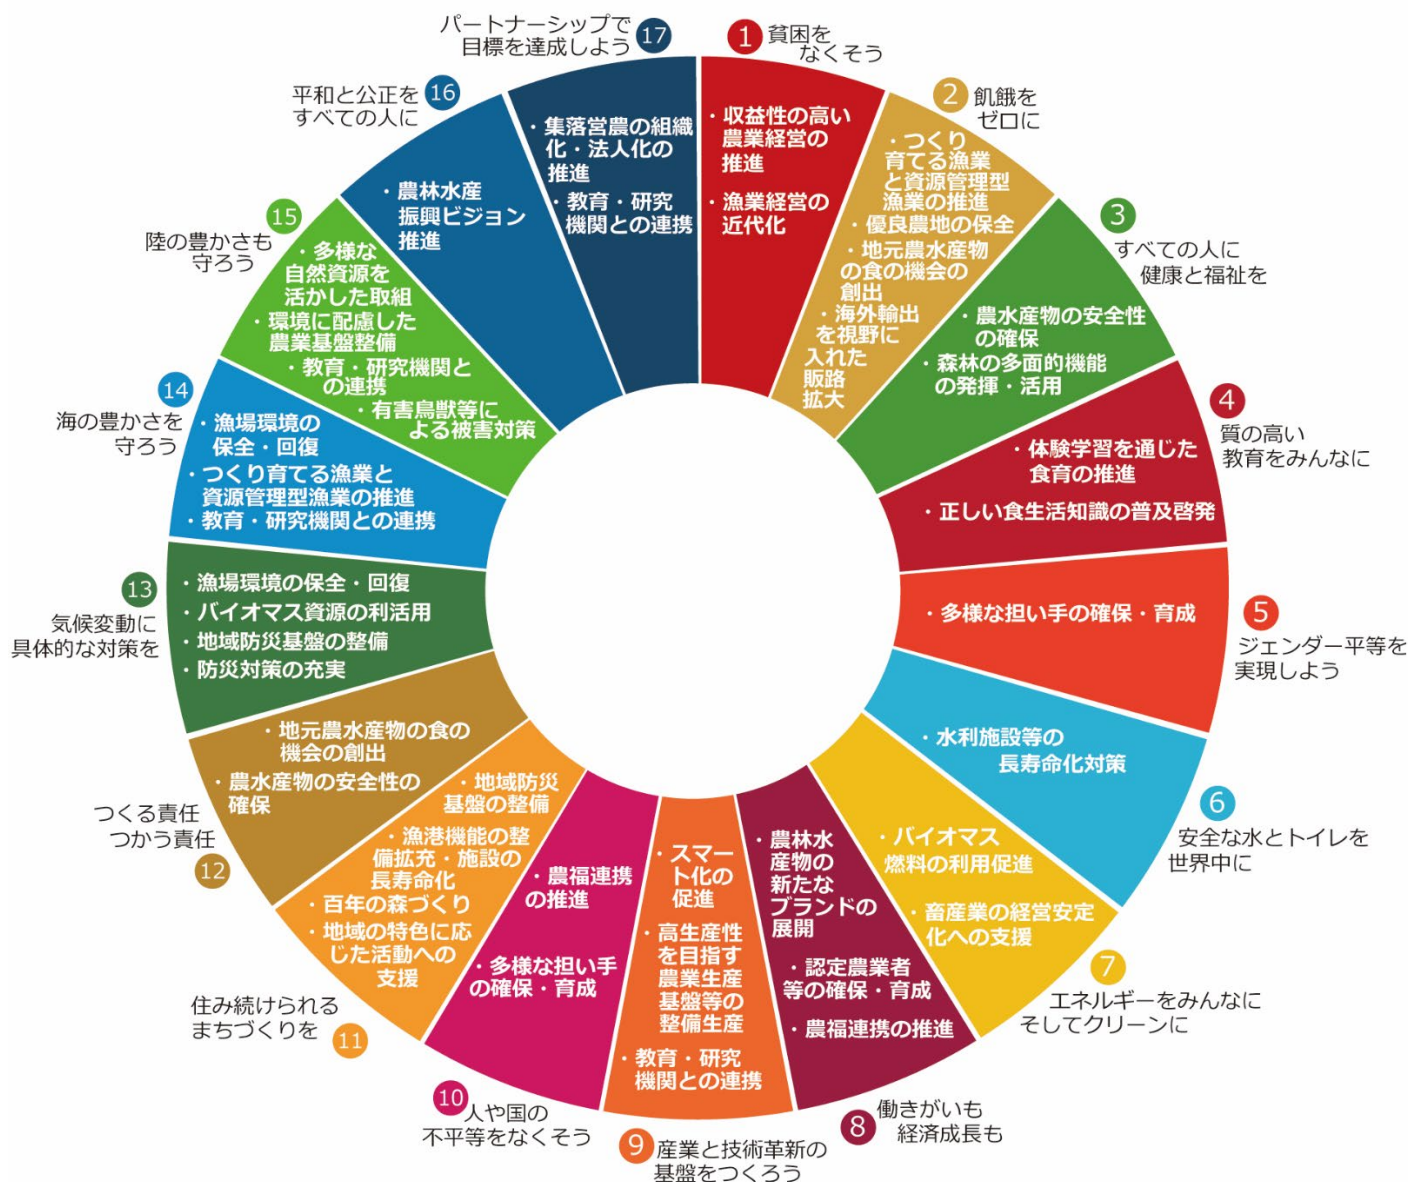 1
貧困を
なくそう
・収益性の高い
農業経営の
推進
・漁業経営の
近代化
2
飢餓を
ゼロに
・つくり
育てる漁業
と資源管理型
漁業の推進
・優良農地の保全
・地元農水産物
の食の機会の
創出
・海外輸出
を視野に
入れた
販路
拡大
3
すべての人に
健康と福祉を
・農水産物の安全性
の確保
・森林の多面的機能
の発揮・活用
4
質の高い
教育をみんなに
・体験学習を通じた
食育の推進
・正しい食生活知識の普及啓発
5
ジェンダー平等を
実現しよう
・多様な担い手の確保・育成
6
安全な水とトイレを
世界中に
・水利施設等の
長寿命化対策
7
エネルギーをみんなに
そしてクリーンに
・バイオマス
燃料の利用促進
・畜産業の経営安定
化への支援
8
働きがいも
経済成長も
・農林水
産物の
新たな
ブランドの
展開
・認定農業者
等の確保・育成
・農福連携の推進
9
産業と技術革新の
基盤をつくろう
・スマー
ト化の
促進
・高生産性
を目指す
農業生産
基盤等の
整備生産
・教育・研究
機関との連携
10
人や国の
不平等をなくそう
・農福連携
の推進
・多様な担い手
の確保・育成
11
住み続けられる
まちづくりを
・地域防災
基盤の整備
・漁港機能の整
備拡充・施設の
長寿命化
・百年の森づくり
・地域の特色に応
じた活動への
支援
12
つくる責任
つかう責任
・地元農水産物の食の
機会の創出
・農水産物の安全性の
確保
13
気候変動に
具体的な対策を
・漁場環境の保全・回復
・バイオマス資源の利活用
・地域防災基盤の整備
・防災対策の充実
14
海の豊かさを
守ろう
・漁場環境の
保全・回復
・つくり育てる漁業と
資源管理型漁業の推進
・教育・研究機関との連携
15
陸の豊かさも
守ろう
・多様な
自然資源を
活かした取組
・環境に配慮した
農業基盤整備
・教育・研究機関と
の連携
・有害鳥獣等に
よる被害対策
16
平和と公正を
すべての人に
・農林水産
振興ビジョン
推進
17
パートナーシップで
目標を達成しよう
・集落営農の組織
化・法人化の
推進
・教育・研究
機関との連携